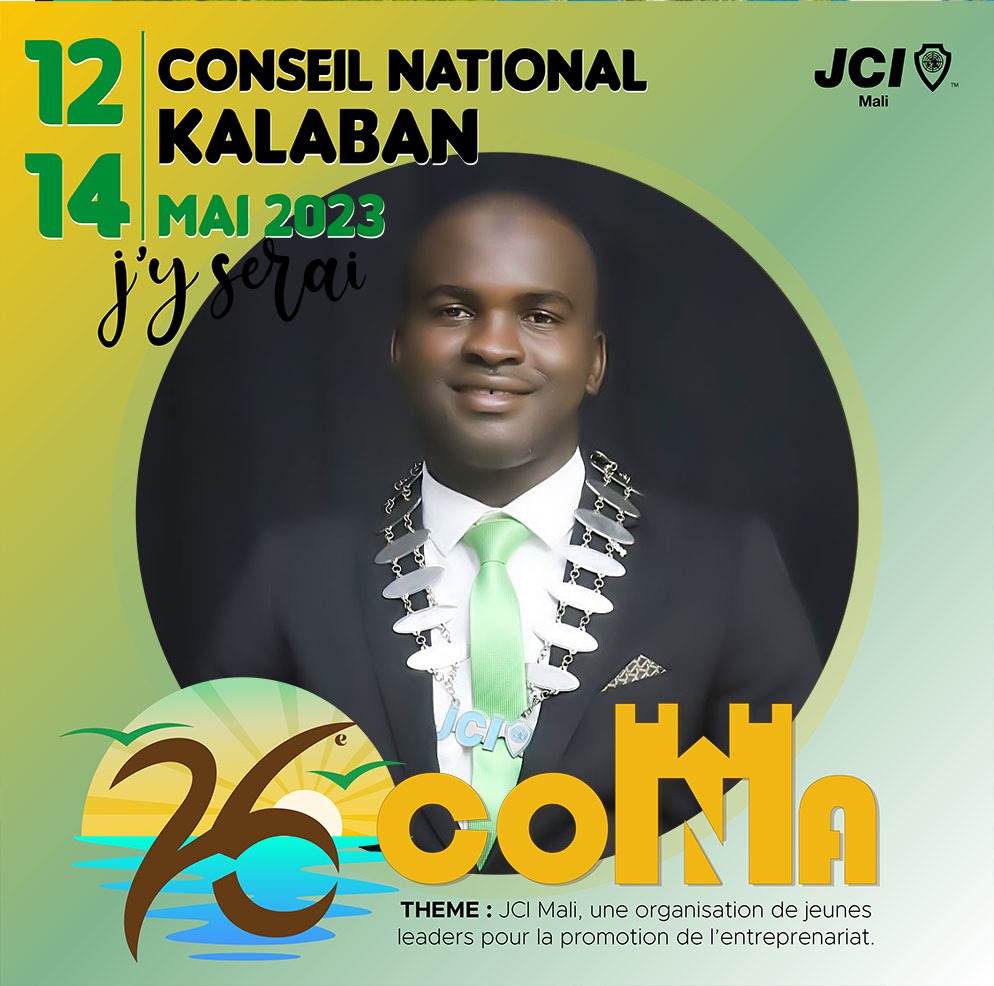 12
14
CONSEIL NATIONAL
KALABAN
MAI 2023
j'y serai
JCI
TM
Mali
JCI
26e
CONA
THEME : JCI Mali, une organisation de jeunes
leaders pour la promotion de l'entreprenariat.